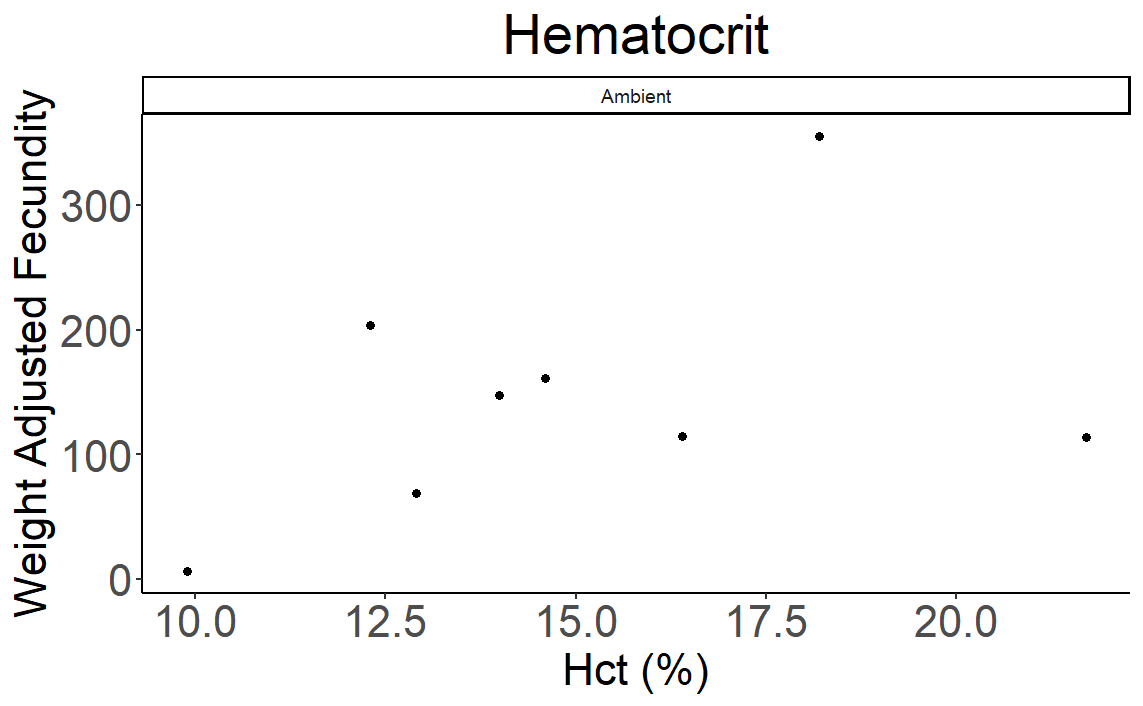 Hematocrit
Ambient
Weight Adjusted Fecundity
300
200
100
0
10.0 12.5 15.0 17.5 20.0
Hct (%)